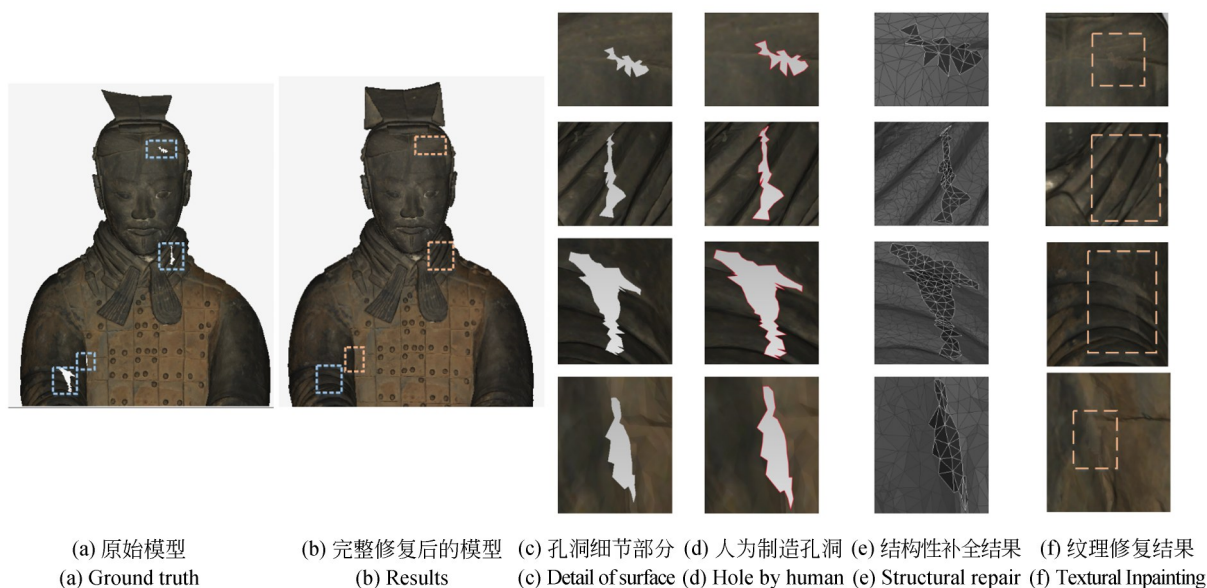 (a) 原始模型 (b) 完整修复后的模型 (c) 孔洞细节部分 (d) 人为制造孔洞 (e) 结构性补全结果 (f) 纹理修复结果
(a) Ground truth (b) Results (c) Detail of surface (d) Hole by human (e) Structural repair (f) Textural Inpainting